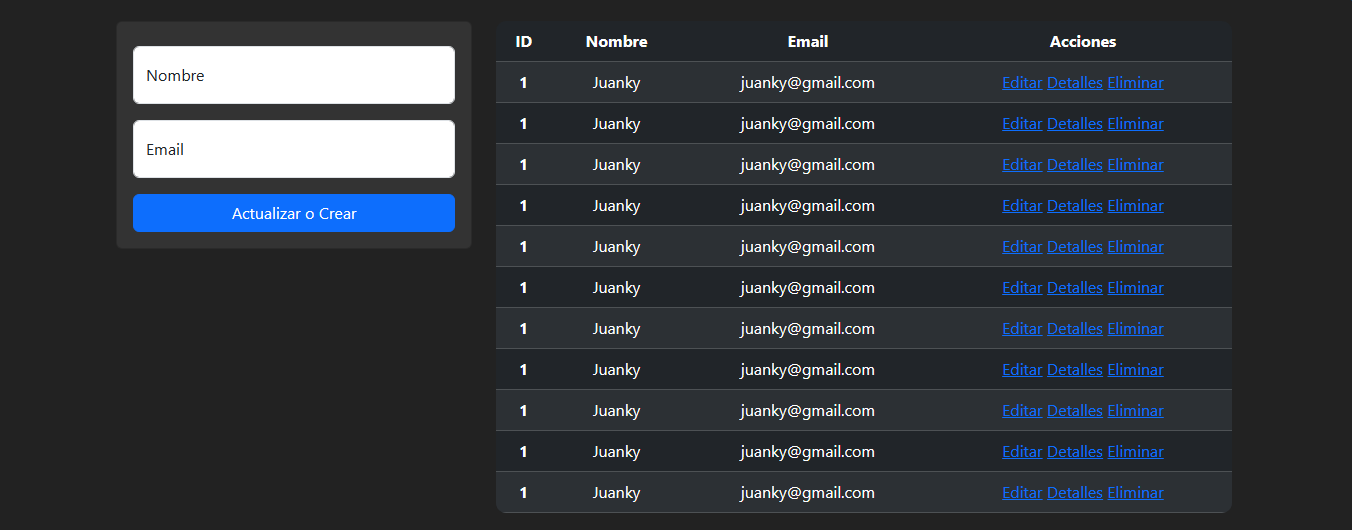 Nombre
Email
Actualizar o Crear
ID Nombre Email Acciones
1 Juanky juanky@gmail.com Editar Detalles Eliminar
1 Juanky juanky@gmail.com Editar Detalles Eliminar
1 Juanky juanky@gmail.com Editar Detalles Eliminar
1 Juanky juanky@gmail.com Editar Detalles Eliminar
1 Juanky juanky@gmail.com Editar Detalles Eliminar
1 Juanky juanky@gmail.com Editar Detalles Eliminar
1 Juanky juanky@gmail.com Editar Detalles Eliminar
1 Juanky juanky@gmail.com Editar Detalles Eliminar
1 Juanky juanky@gmail.com Editar Detalles Eliminar
1 Juanky juanky@gmail.com Editar Detalles Eliminar
1 Juanky juanky@gmail.com Editar Detalles Eliminar